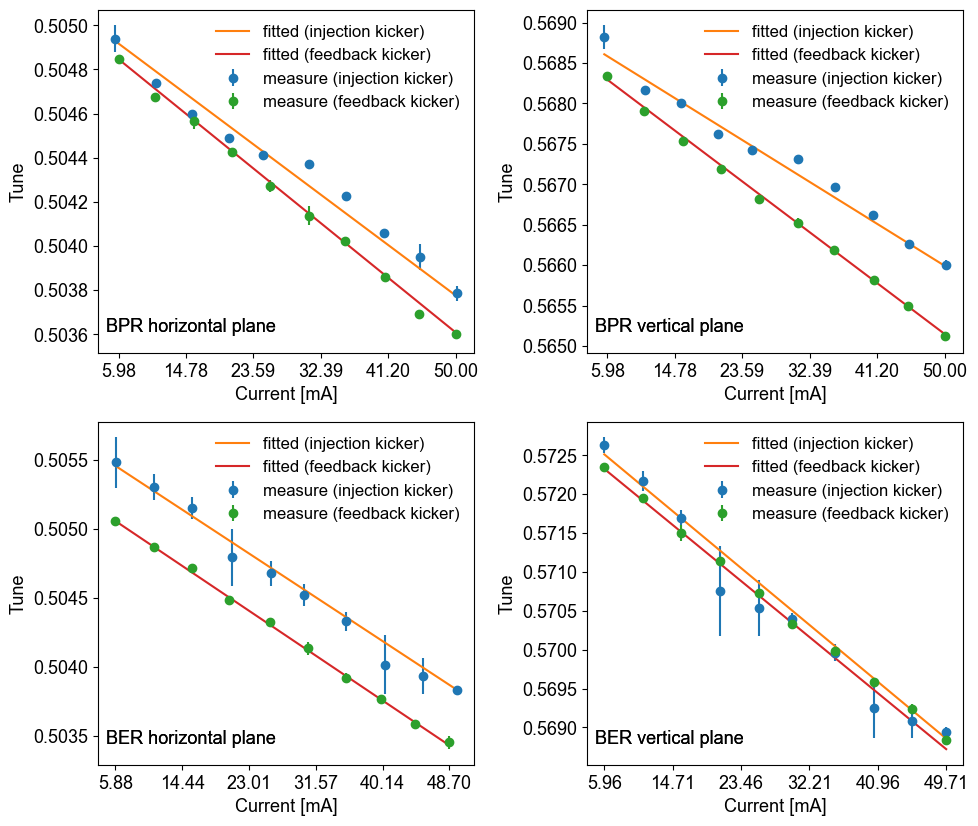 0.5050
0.5048
0.5046
0.5044
0.5042
0.5040
0.5038
0.5036
Tune
fitted (injection kicker)
fitted (feedback kicker)
measure (injection kicker)
measure (feedback kicker)
BPR horizontal plane
5.98 14.78 23.59 32.39 41.20 50.00
Current [mA]
0.5690
0.5685
0.5680
0.5675
0.5670
0.5665
0.5660
0.5655
0.5650
Tune
fitted (injection kicker)
fitted (feedback kicker)
measure (injection kicker)
measure (feedback kicker)
BPR vertical plane
5.98 14.78 23.59 32.39 41.20 50.00
Current [mA]
0.5055
0.5050
0.5045
0.5040
0.5035
Tune
fitted (injection kicker)
fitted (feedback kicker)
measure (injection kicker)
measure (feedback kicker)
BER horizontal plane
5.88 14.44 23.01 31.57 40.14 48.70
Current [mA]
0.5725
0.5720
0.5715
0.5710
0.5705
0.5700
0.5695
0.5690
Tune
fitted (injection kicker)
fitted (feedback kicker)
measure (injection kicker)
measure (feedback kicker)
BER vertical plane
5.96 14.71 23.46 32.21 40.96 49.71
Current [mA]